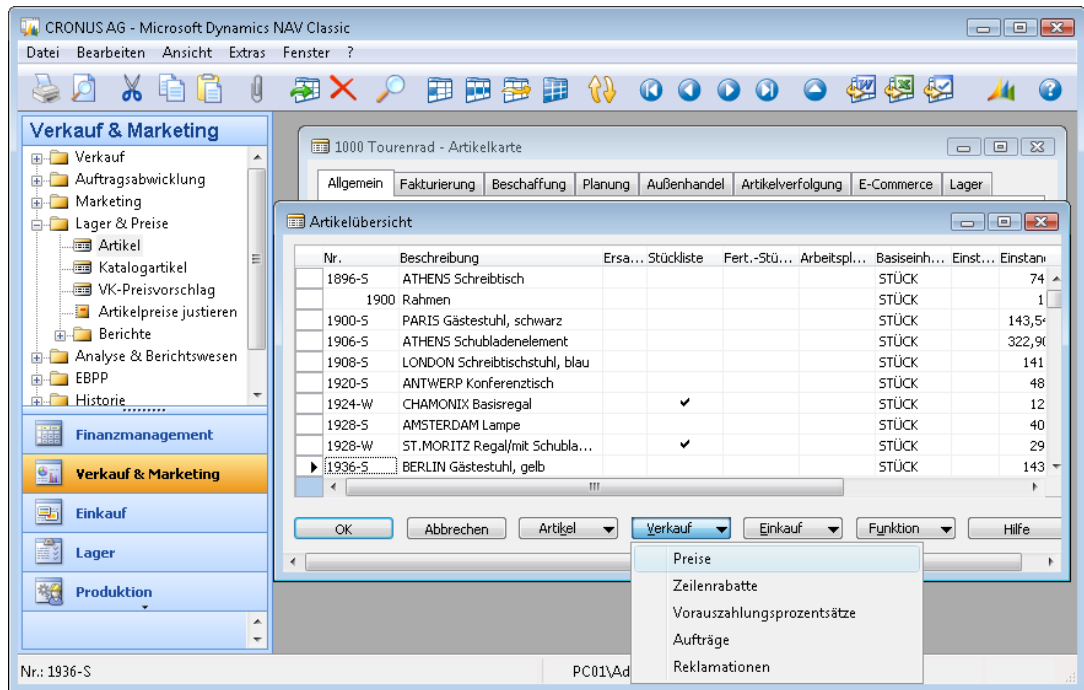 CRONUS AG - Microsoft Dynamics NAV Classic
Datei Bearbeiten Ansicht Extras Fenster ?
Verkauf & Marketing
Verkauf
Auftragsabwicklung
Marketing
Lager & Preise
Artikel
Katalogartikel
VK-Preisvorschlag
Artikelpreise justieren
Berichte
Analyse & Berichtswesen
EBPP
Historie
Finanzmanagement
Verkauf & Marketing
Einkauf
Lager
Produktion
1000 Tourenrad - Artikelkarte
Allgemein Fakturierung Beschaffung Planung Außenhandel Artikelverfolgung E-Commerce Lager
Artikelübersicht
Nr. Beschreibung Ersa... Stückliste Fert.-Stü... Arbeitspl... Basiseinh... Einst... Einstan
1896-S ATHENS Schreibtisch STÜCK 74
1900 Rahmen STÜCK 1
1900-S PARIS Gästestuhl, schwarz STÜCK 143,54
1906-S ATHENS Schubladenelement STÜCK 322,90
1908-S LONDON Schreibtischstuhl, blau STÜCK 141
1920-S ANTWERP Konferenztisch STÜCK 48
1924-W CHAMONIX Basisregal ✔ STÜCK 12
1928-S AMSTERDAM Lampe STÜCK 40
1928-W ST.MORITZ Regal/mit Schubla... ✔ STÜCK 29
1936-S BERLIN Gästestuhl, gelb STÜCK 143
OK Abbrechen Artikel Verkauf Einkauf Funktion Hilfe
Preise
Zeilenrabatte
Vorauszahlungsprozentsätze
Aufträge
Reklamationen
Nr.: 1936-S PC01\Ad